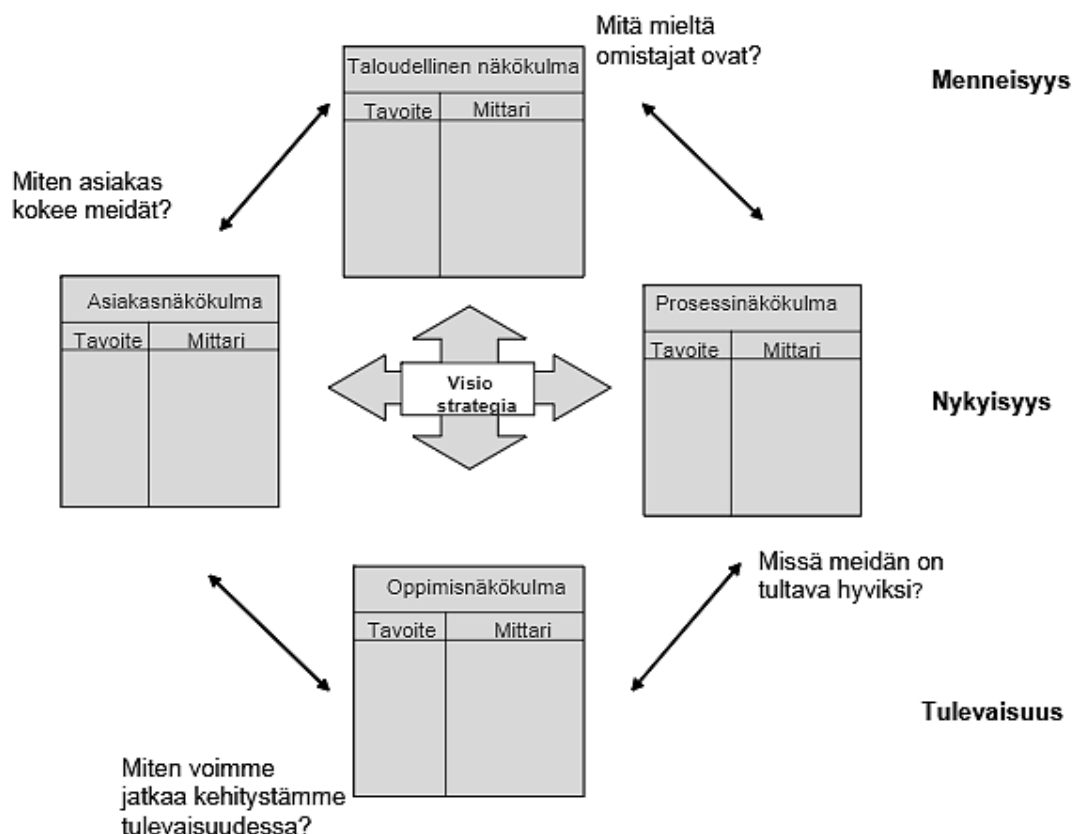 Mitä mieltä
omistajat ovat?
Menneisyys
Taloudellinen näkökulma
Tavoite Mittari
Miten asiakas
kokee meidät?
Asiakasnäkökulma
Tavoite Mittari
Prosessinäkökulma
Tavoite Mittari
Visio
strategia
Nykyisyys
Missä meidän on
tultava hyviksi?
Oppimisnäkökulma
Tavoite Mittari
Tulevaisuus
Miten voimme
jatkaa kehitystämme
tulevaisuudessa?